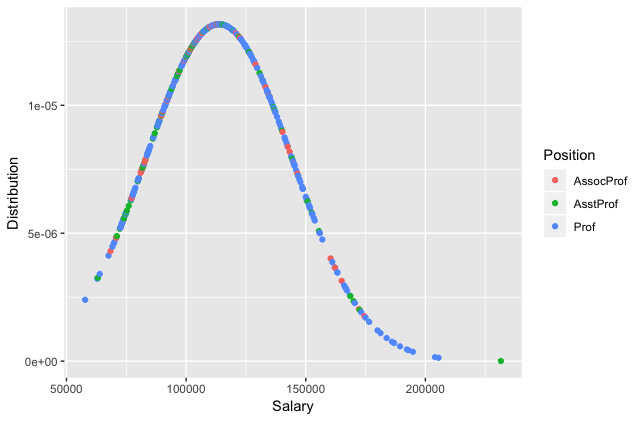 Distribution
1e-05
5e-06
0e+00
50000 100000 150000 200000
Salary
Position
AssocProf
AsstProf
Prof